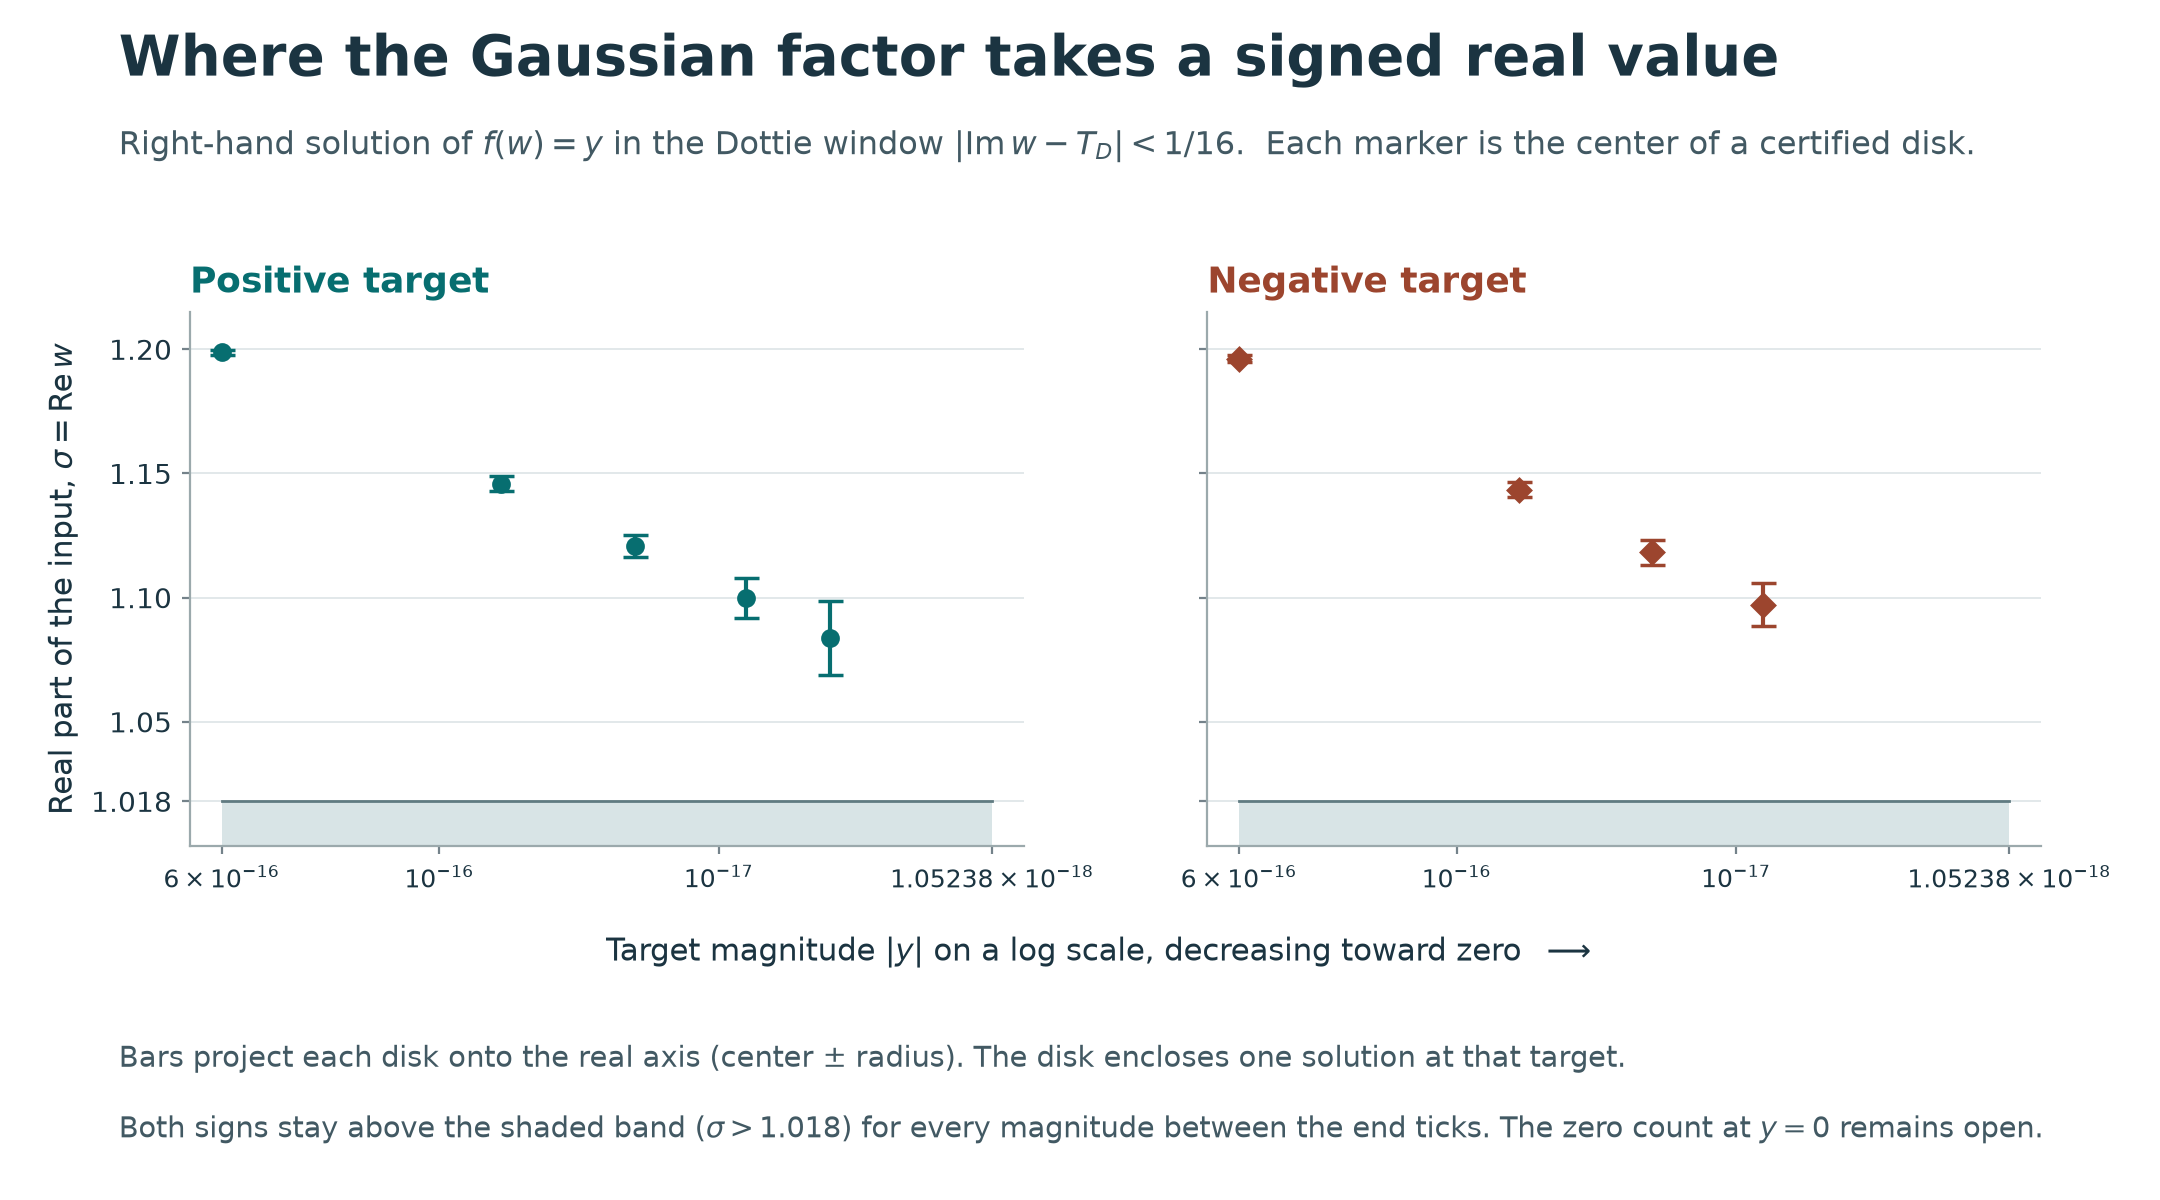 Where the Gaussian factor takes a signed real value
Right-hand solution of f(w) = y in the Dottie window |Im w − T_D| < 1/16. Each marker is the center of a certified disk.
Positive target
Negative target
Real part of the input, σ = Re w
1.20
1.15
1.10
1.05
1.018
6 × 10⁻¹⁶
10⁻¹⁶
10⁻¹⁷
1.05238 × 10⁻¹⁸
6 × 10⁻¹⁶
10⁻¹⁶
10⁻¹⁷
1.05238 × 10⁻¹⁸
Target magnitude |y| on a log scale, decreasing toward zero ⟶
Bars project each disk onto the real axis (center ± radius). The disk encloses one solution at that target.
Both signs stay above the shaded band (σ > 1.018) for every magnitude between the end ticks. The zero count at y = 0 remains open.